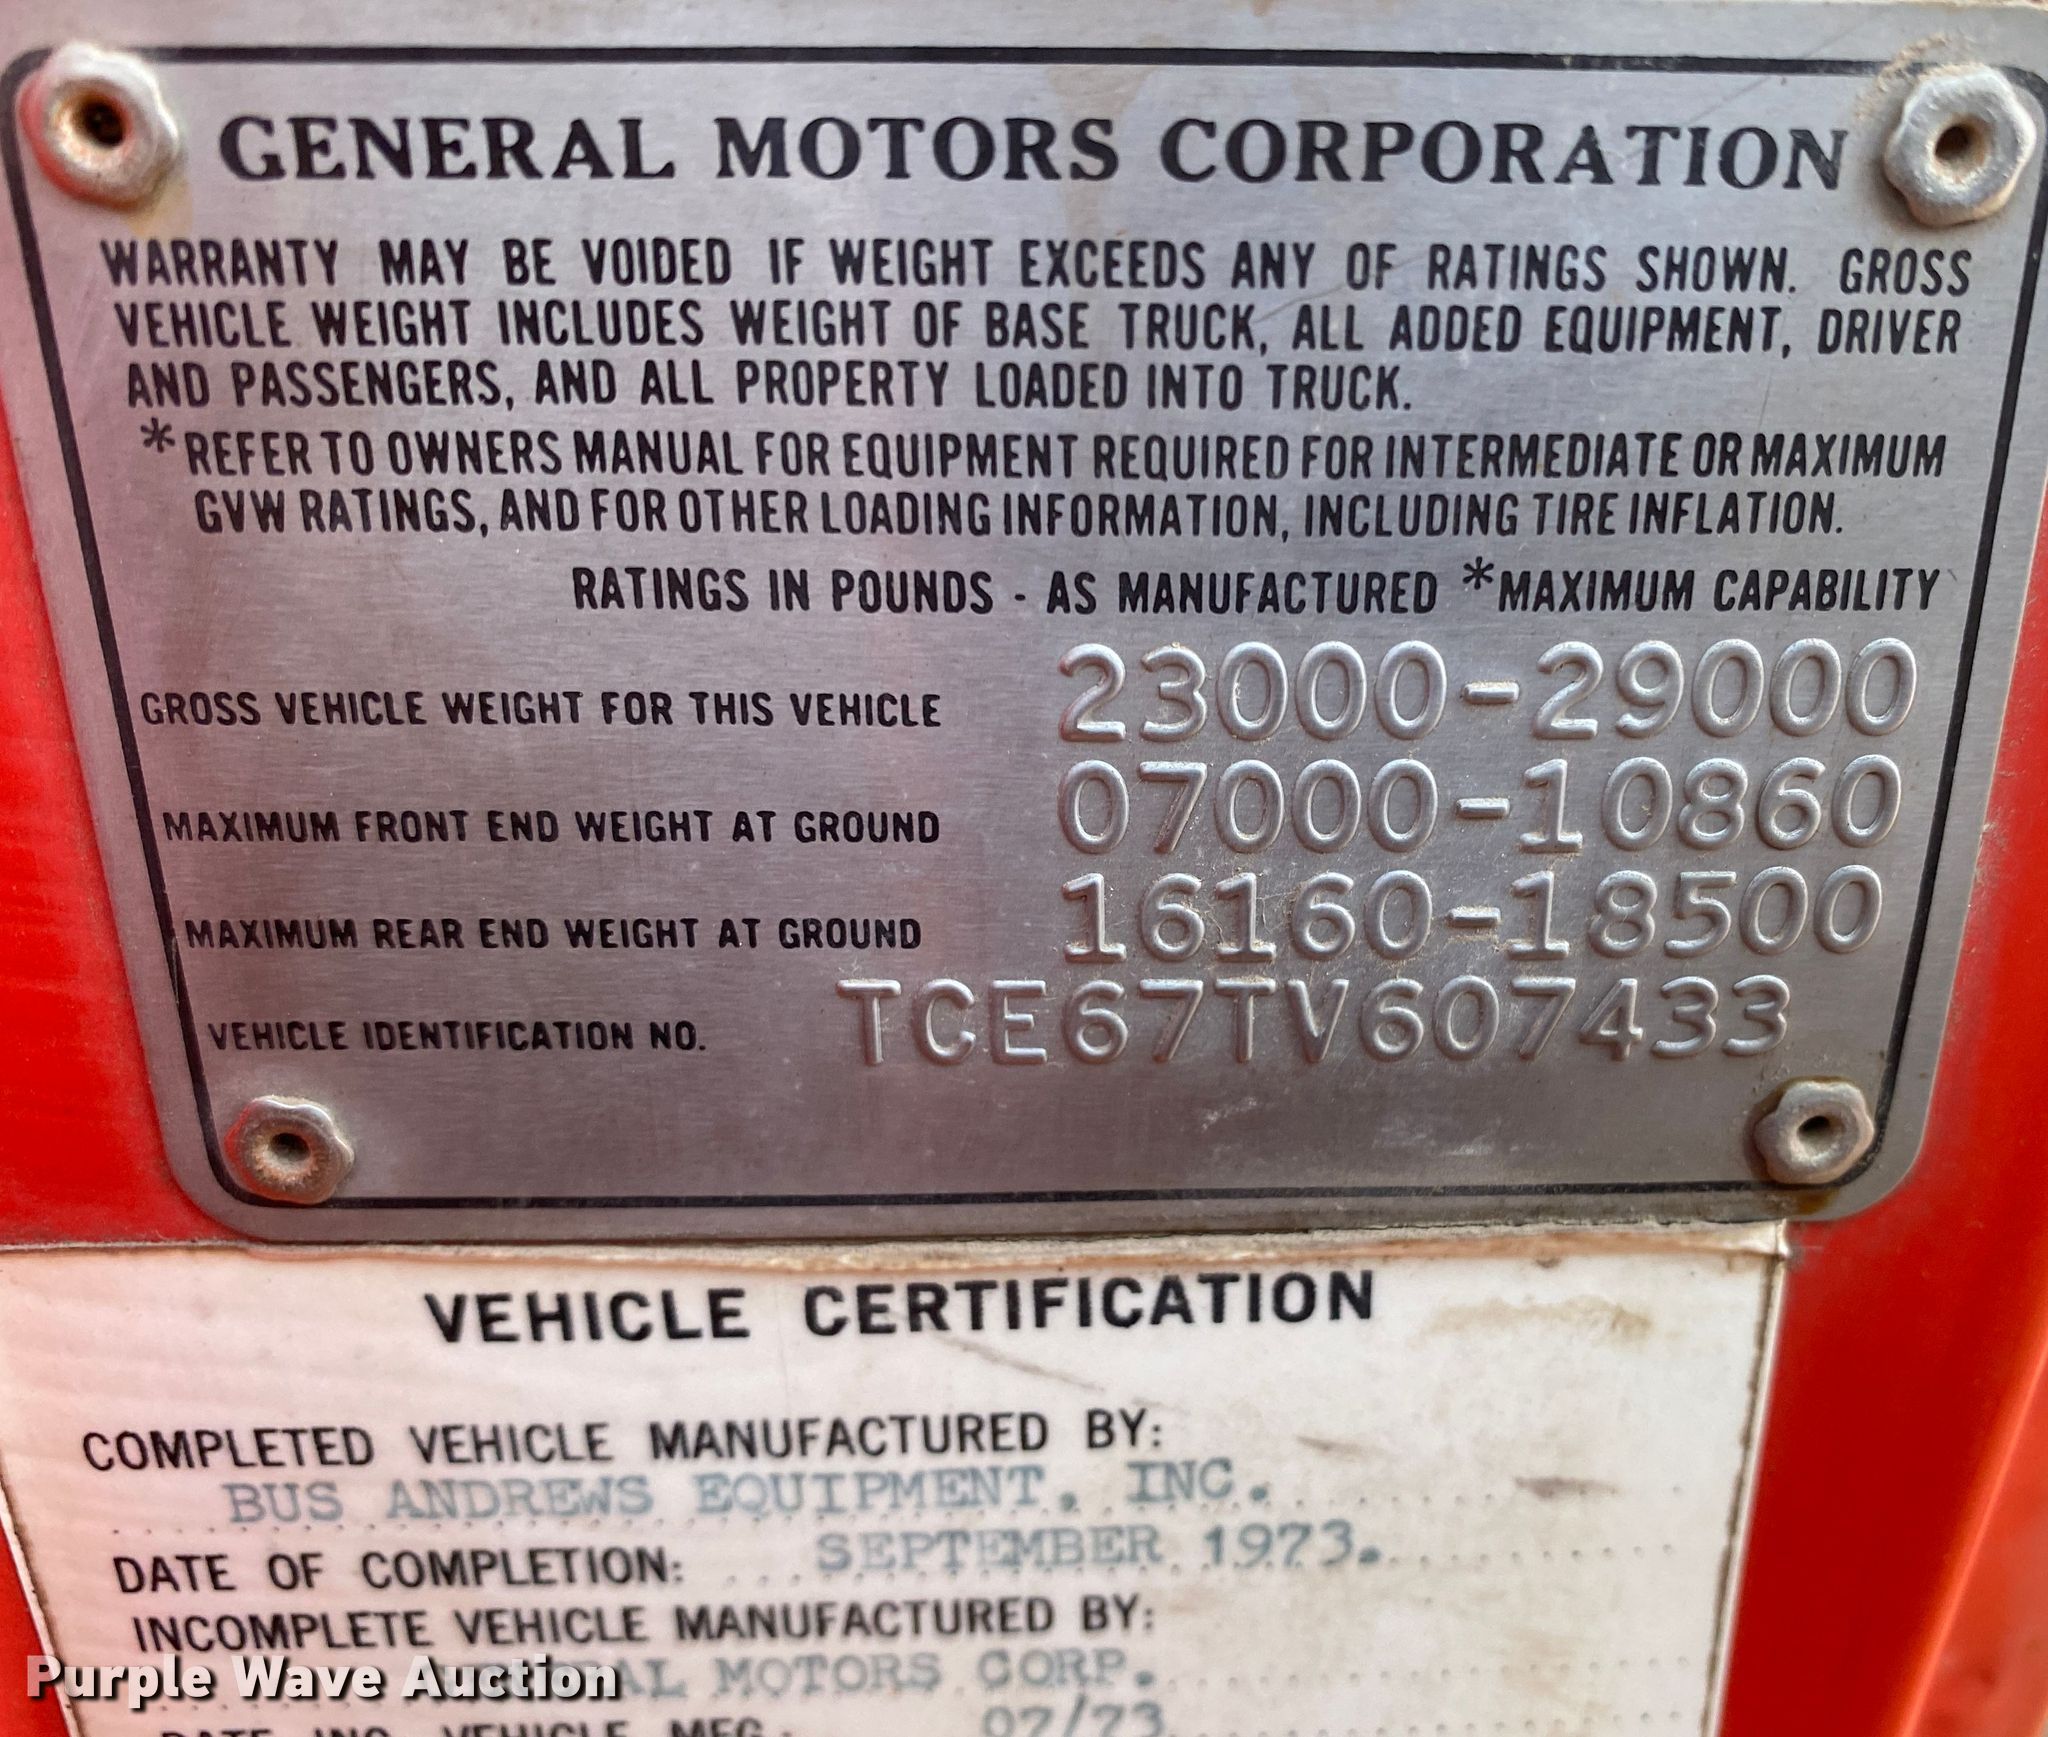 GENERAL MOTORS CORPORATION
WARRANTY MAY BE VOIDED IF WEIGHT EXCEEDS ANY OF RATINGS SHOWN. GROSS
VEHICLE WEIGHT INCLUDES WEIGHT OF BASE TRUCK, ALL ADDED EQUIPMENT, DRIVER
AND PASSENGERS, AND ALL PROPERTY LOADED INTO TRUCK.
*REFER TO OWNERS MANUAL FOR EQUIPMENT REQUIRED FOR INTERMEDIATE OR MAXIMUM
GVW RATINGS, AND FOR OTHER LOADING INFORMATION, INCLUDING TIRE INFLATION.
RATINGS IN POUNDS - AS MANUFACTURED *MAXIMUM CAPABILITY
GROSS VEHICLE WEIGHT FOR THIS VEHICLE 23000-29000
MAXIMUM FRONT END WEIGHT AT GROUND 07000-10860
MAXIMUM REAR END WEIGHT AT GROUND 16160-18500
VEHICLE IDENTIFICATION NO. TCE67TV607433
VEHICLE CERTIFICATION
COMPLETED VEHICLE MANUFACTURED BY:
BUS ANDREWS EQUIPMENT, INC.
DATE OF COMPLETION: SEPTEMBER 1973.
INCOMPLETE VEHICLE MANUFACTURED BY:
MOTORS CORP.
DATE INC. VEHICLE MFG.: 07/73
Purple Wave Auction